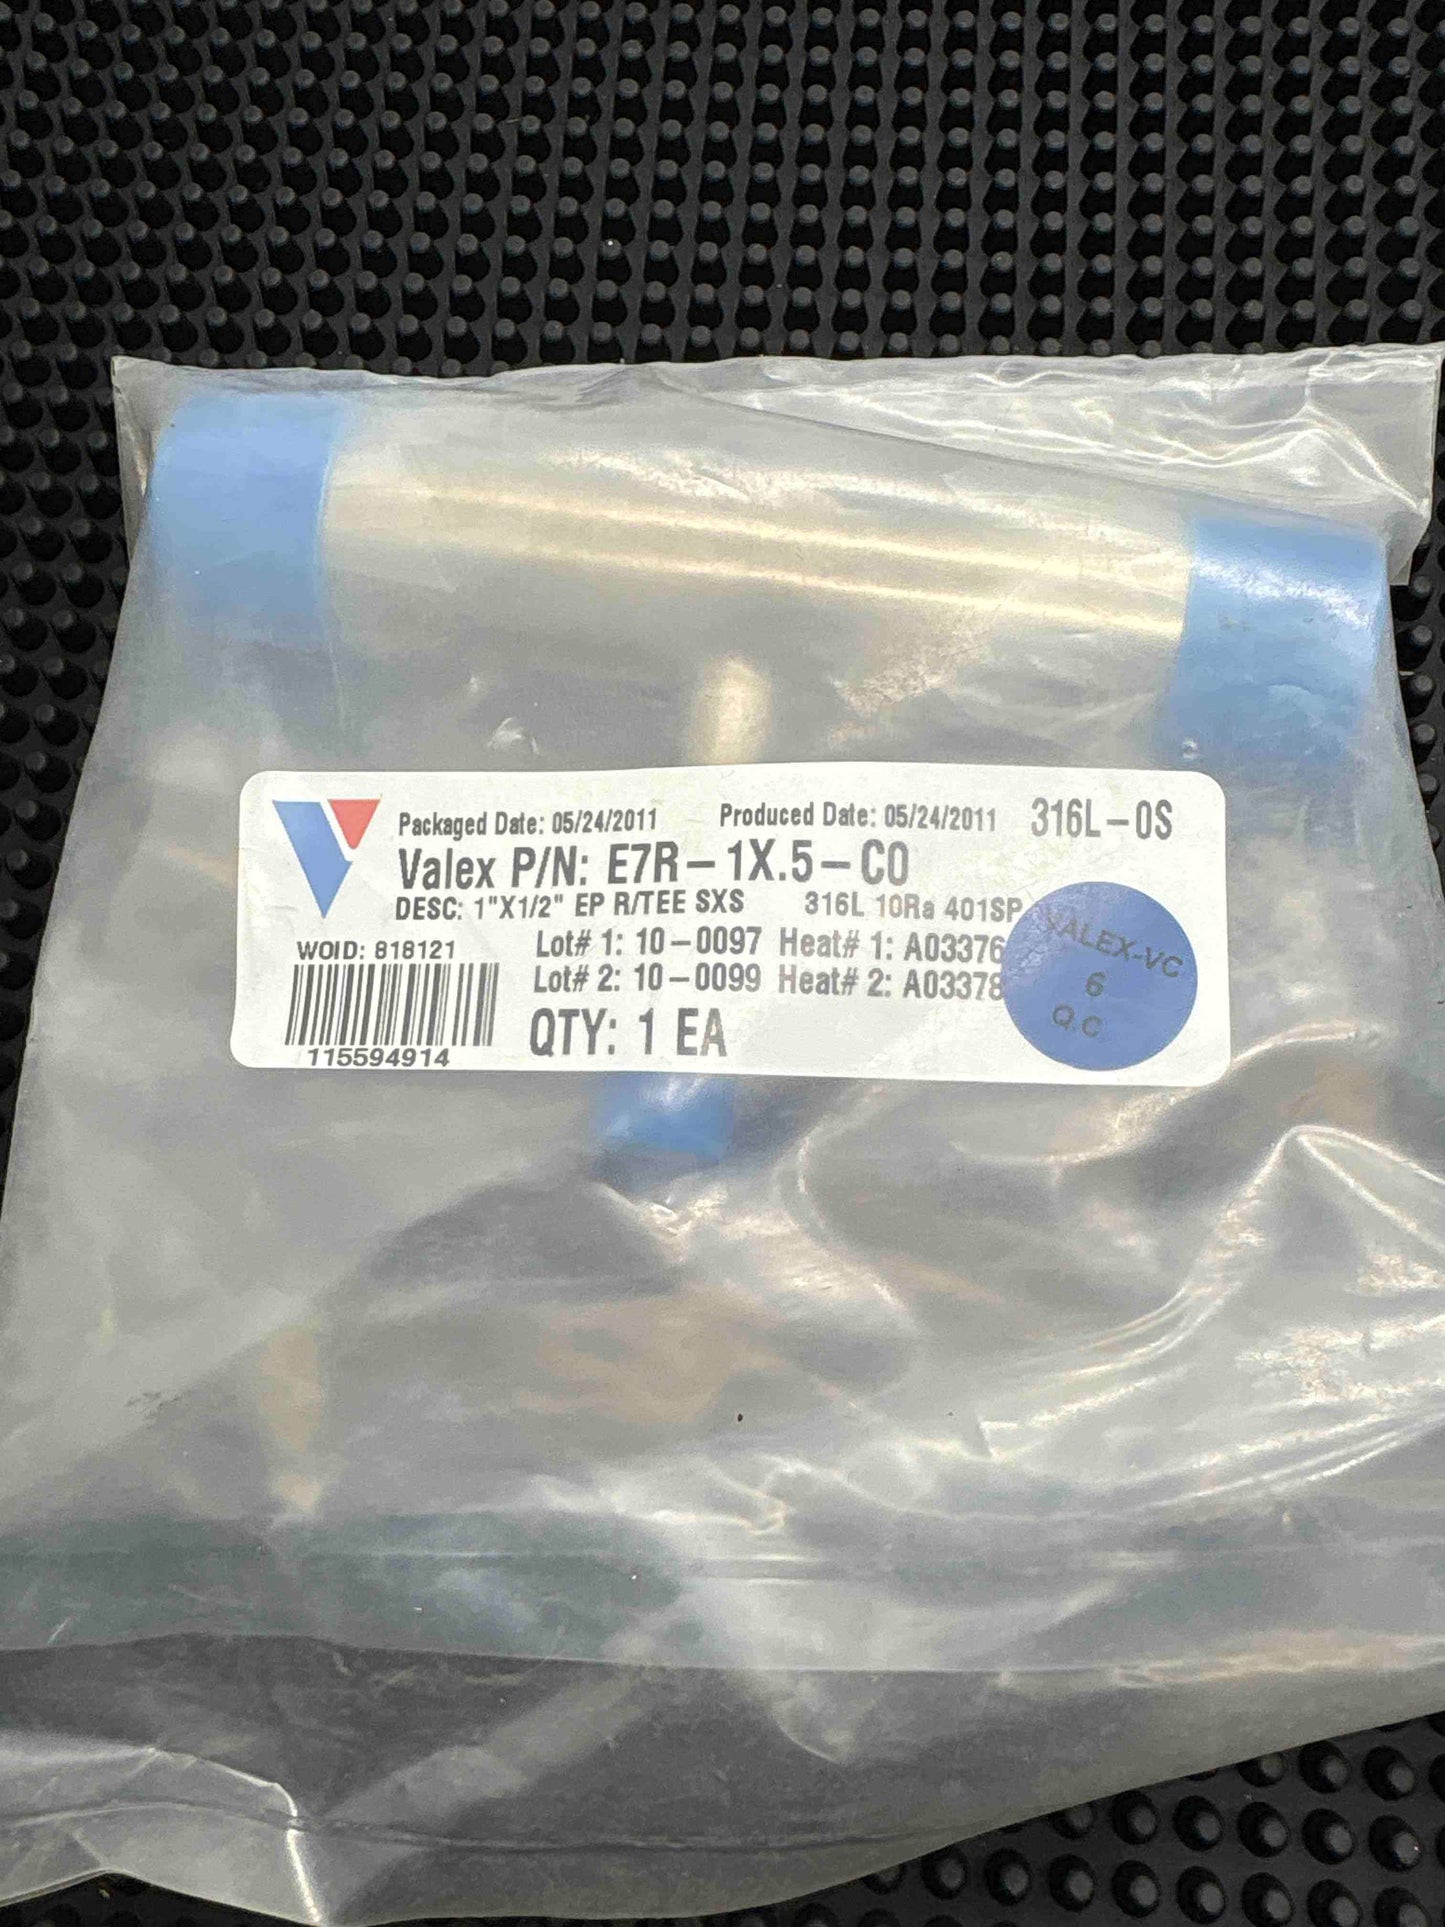 Packaged Date: 05/24/2011 Produced Date: 05/24/2011 316L-0S
Valex P/N: E7R-1X.5-C0
DESC: 1"X1/2" EP R/TEE SXS 316L 10Ra 401SP
WOID: 818121 Lot# 1: 10-0097 Heat# 1: A03376
Lot# 2: 10-0099 Heat# 2: A03378
QTY: 1 EA
115594914
VALEX-VC
6
Q.C